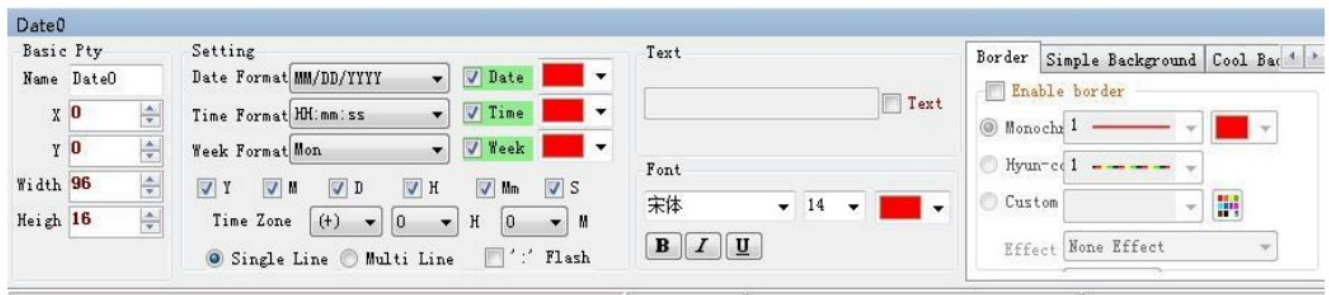 Date0
Basic Pty
Name Date0
X 0
Y 0
Width 96
Heigh 16
Setting
Date Format MM/DD/YYYY Date
Time Format HH:mm:ss Time
Week Format Mon Week
Y M D H Mm S
Time Zone (+) 0 H 0 M
Single Line Multi Line ':' Flash
Text
Text
Font
宋体 14
B I U
Border Simple Background Cool Bac
Enable border
Monoch 1
Hyun-co 1
Custom
Effect None Effect